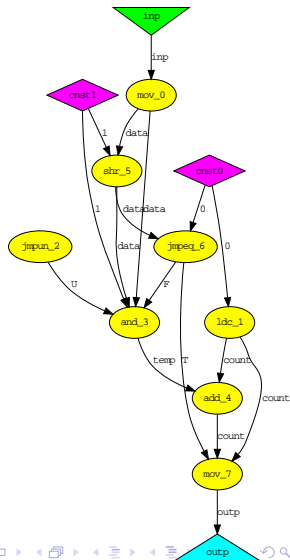 inp
inp
cnst1
mov_0
1
data
shr_5
cnst0
1
data
data
data
0
0
jmpun_2
jmpeq_6
U
F
and_3
ldc_1
temp
T
count
count
add_4
count
mov_7
outp
outp